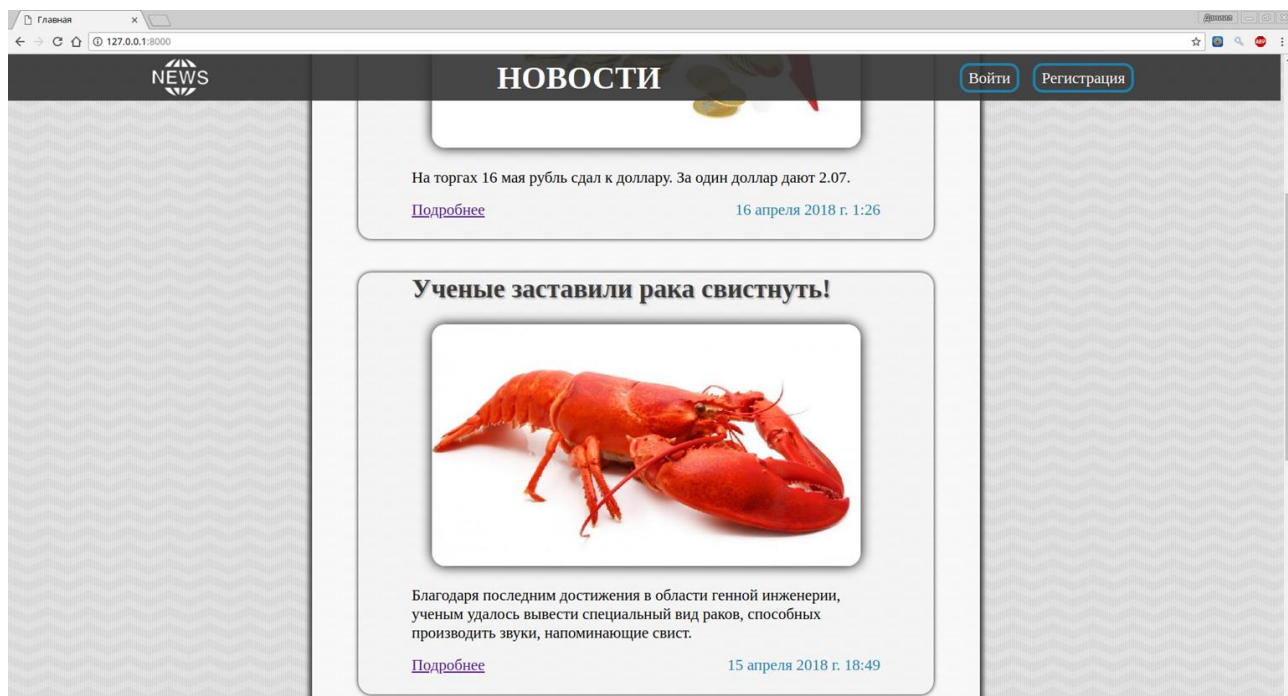 Главная
Даниил
127.0.0.1:8000
NEWS
НОВОСТИ
Войти
Регистрация
На торгах 16 мая рубль сдал к доллару. За один доллар дают 2.07.
Подробнее
16 апреля 2018 г. 1:26
Ученые заставили рака свистнуть!
Благодаря последним достижения в области генной инженерии,
ученым удалось вывести специальный вид раков, способных
производить звуки, напоминающие свист.
Подробнее
15 апреля 2018 г. 18:49